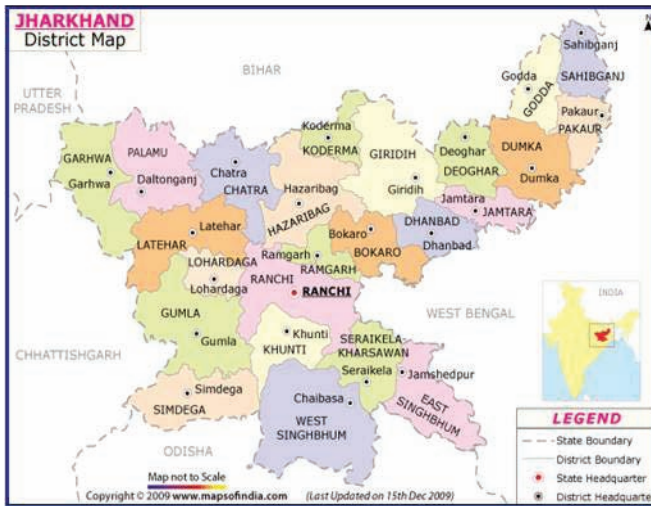 JHARKHAND
District Map
BIHAR
UTTER
PRADESH
Sahibganj
SAHIBGANJ
Godda
GODDA
Pakaur
PAKAUR
Koderma
KODERMA
GIRIDIH
Giridih
Deoghar
DEOGHAR
DUMKA
Dumka
GARHWA
Garhwa
PALAMU
Daltonganj
Chatra
CHATRA
Hazaribag
HAZARIBAG
Jamtara
JAMTARA
Latehar
LATEHAR
Bokaro
BOKARO
DHANBAD
Dhanbad
LOHARDAGA
Lohardaga
Ramgarh
RAMGARH
RANCHI
RANCHI
INDIA
GUMLA
Gumla
WEST BENGAL
Khunti
KHUNTI
SERAIKELA-
KHARSAWAN
Seraikela
Jamshedpur
CHHATTISHGARH
Simdega
SIMDEGA
Chaibasa
WEST
SINGHBHUM
EAST
SINGHBHUM
ODISHA
LEGEND
State Boundary
District Boundary
State Headquarter
District Headquarter
Map not to Scale
Copyright © 2009 www.mapsofindia.com
(Last Updated on 15th Dec 2009)
N